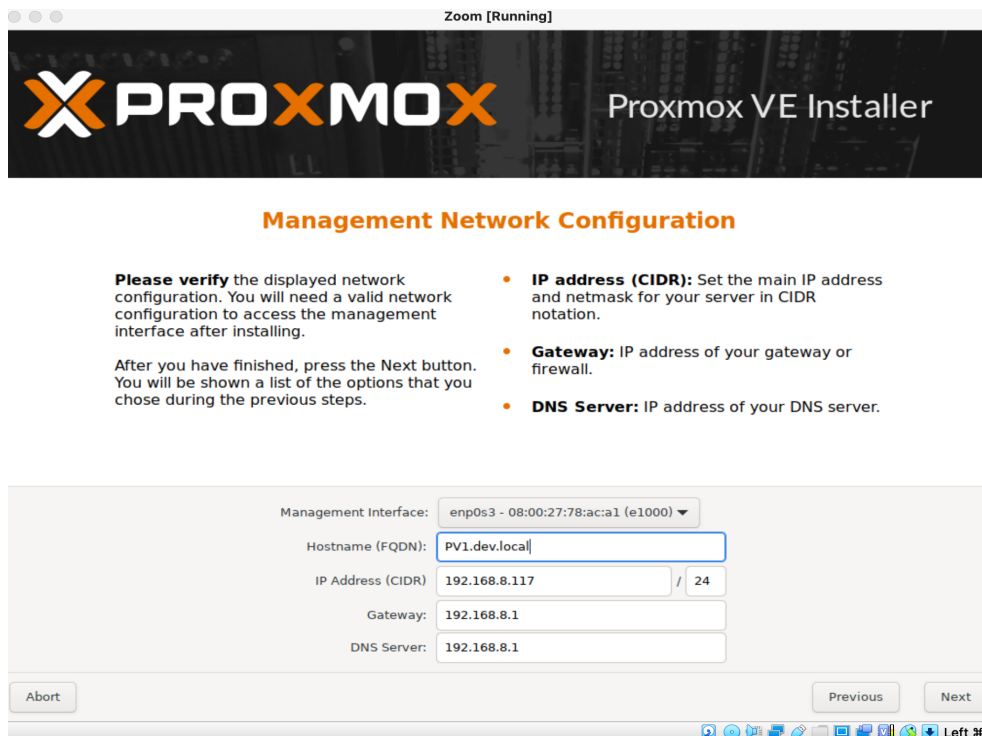 Zoom [Running]
PROXMOX
Proxmox VE Installer
Management Network Configuration
Please verify the displayed network
configuration. You will need a valid network
configuration to access the management
interface after installing.
After you have finished, press the Next button.
You will be shown a list of the options that you
chose during the previous steps.
• IP address (CIDR): Set the main IP address
and netmask for your server in CIDR
notation.
• Gateway: IP address of your gateway or
firewall.
• DNS Server: IP address of your DNS server.
Management Interface: enp0s3 - 08:00:27:78:ac:a1 (e1000)
Hostname (FQDN): PV1.dev.local
IP Address (CIDR) 192.168.8.117 / 24
Gateway: 192.168.8.1
DNS Server: 192.168.8.1
Abort Previous Next
Left ⌘